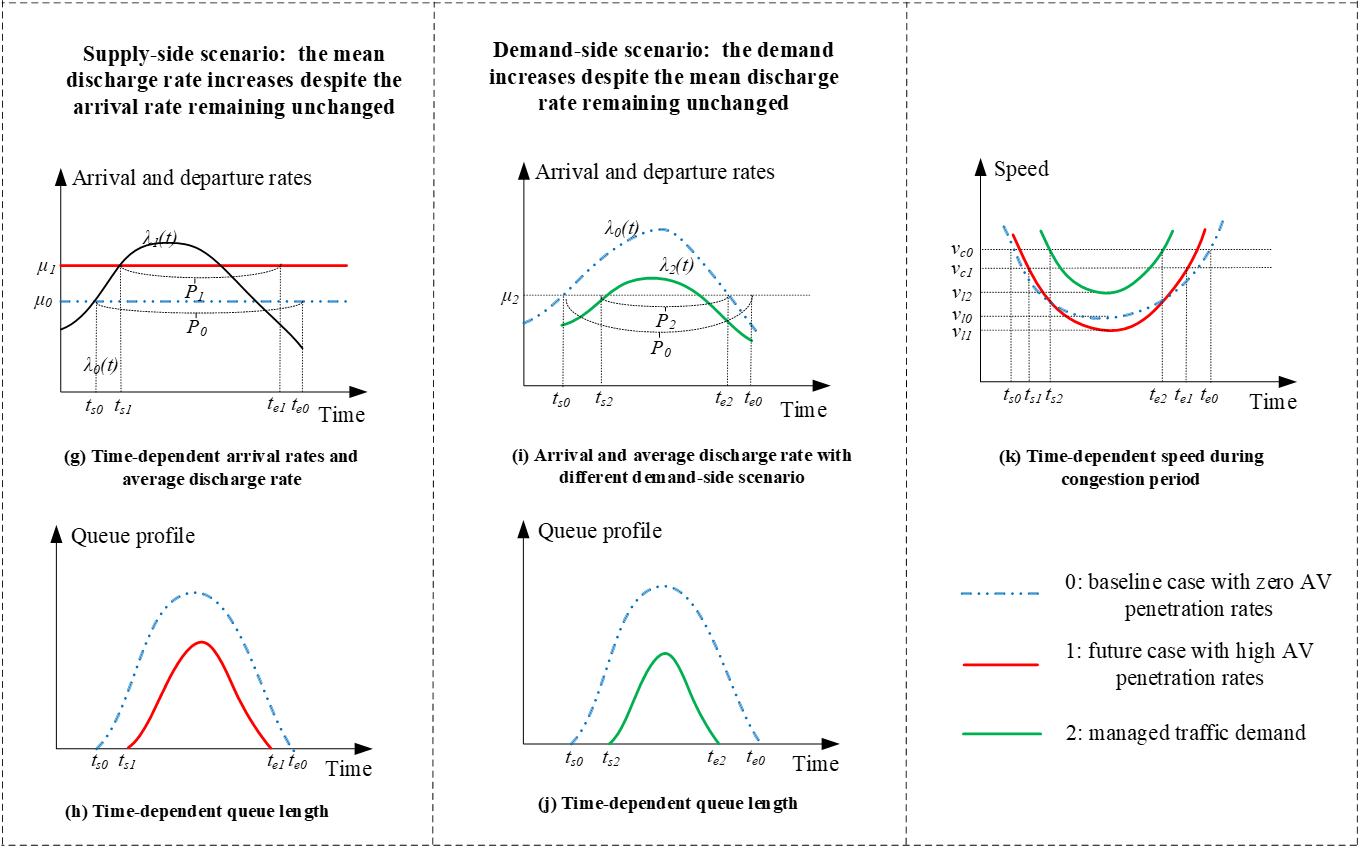 Supply-side scenario: the mean
discharge rate increases despite the
arrival rate remaining unchanged
Arrival and departure rates
λ1(t)
μ1
P1
μ0
P0
λ0(t)
ts0 ts1 te1 te0
Time
(g) Time-dependent arrival rates and
average discharge rate
Queue profile
ts0 ts1 te1 te0
Time
(h) Time-dependent queue length
Demand-side scenario: the demand
increases despite the mean discharge
rate remaining unchanged
Arrival and departure rates
λ0(t)
λ2(t)
μ2
P2
P0
ts0 ts2 te2 te0
Time
(i) Arrival and average discharge rate with
different demand-side scenario
Queue profile
ts0 ts2 te2 te0
Time
(j) Time-dependent queue length
Speed
vc0
vc1
vl2
vl0
vl1
ts0 ts1 ts2 te2 te1 te0
Time
(k) Time-dependent speed during
congestion period
0: baseline case with zero AV
penetration rates
1: future case with high AV
penetration rates
2: managed traffic demand